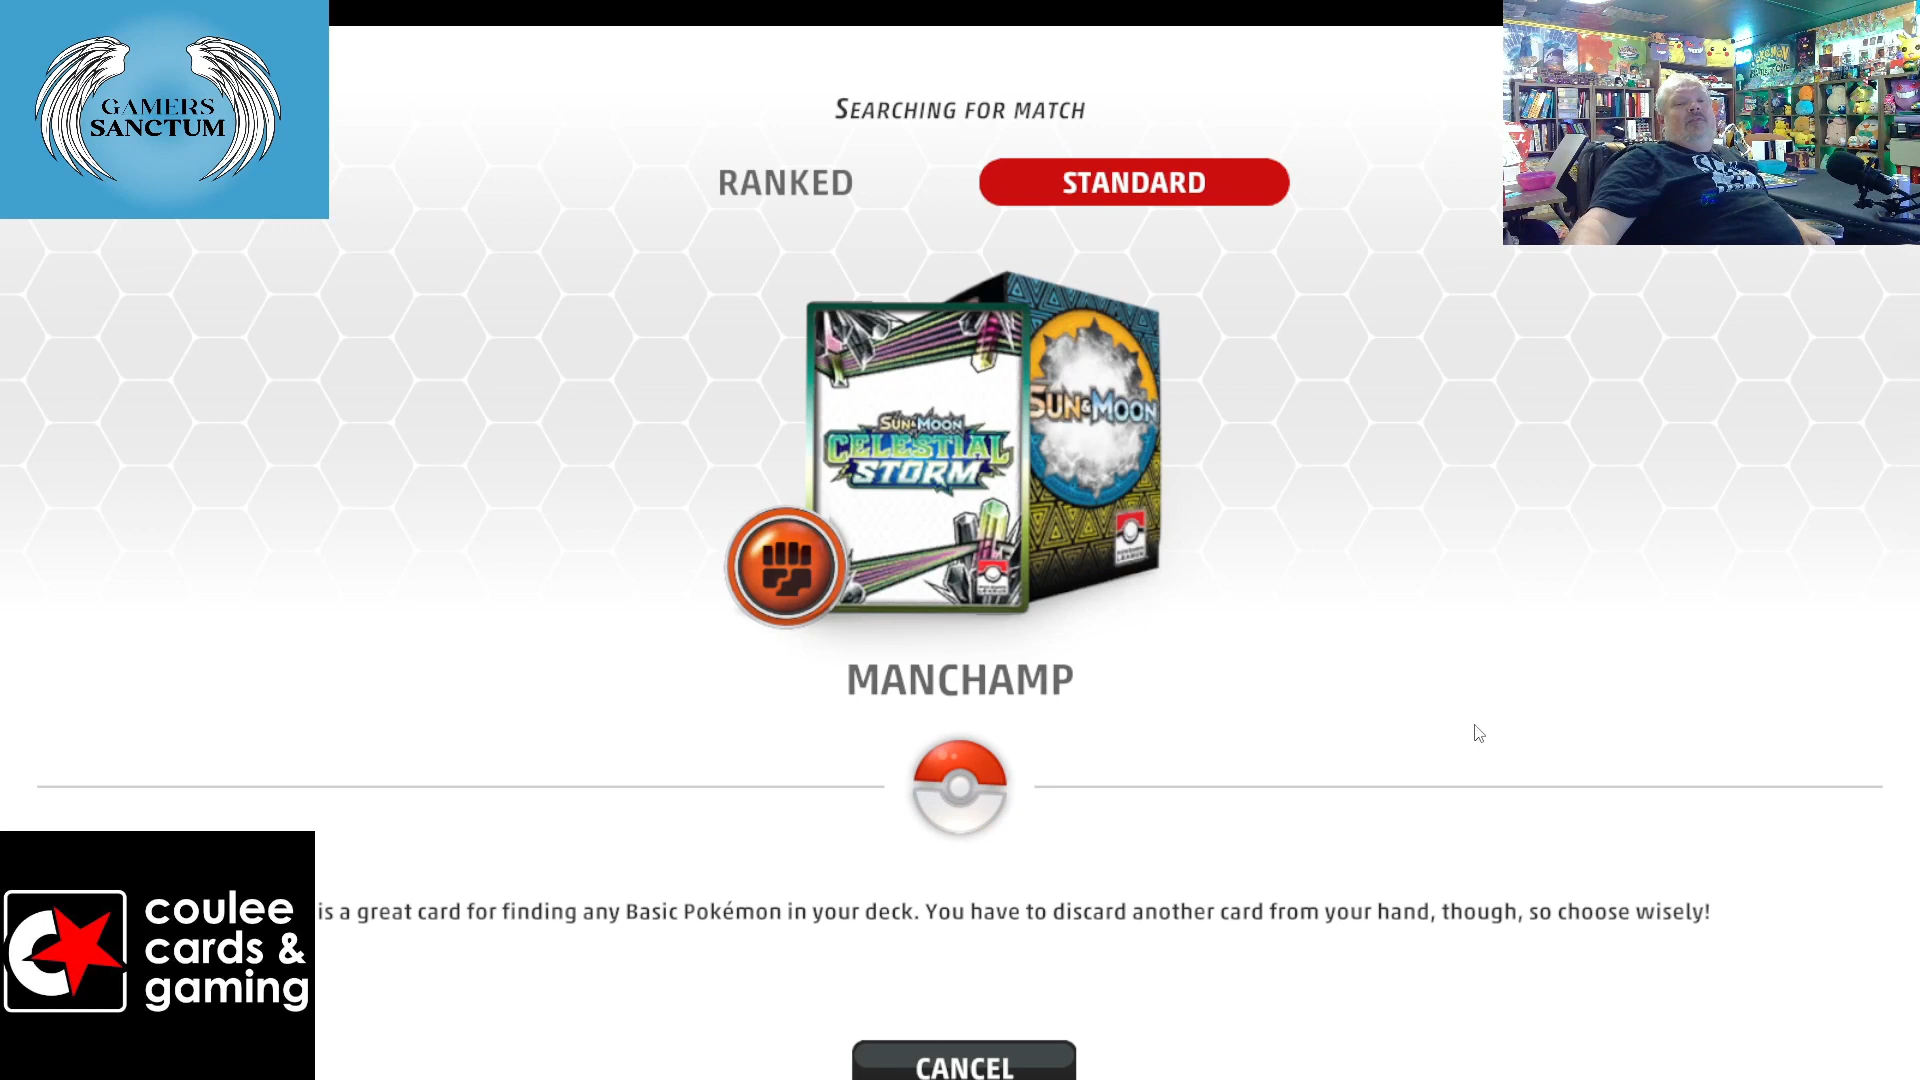 GAMERS
SANCTUM
SEARCHING FOR MATCH
RANKED
STANDARD
SUN & MOON
CELESTIAL
STORM
SUN & MOON
MANCHAMP
is a great card for finding any Basic Pokémon in your deck. You have to discard another card from your hand, though, so choose wisely!
coulee
cards &
gaming
CANCEL